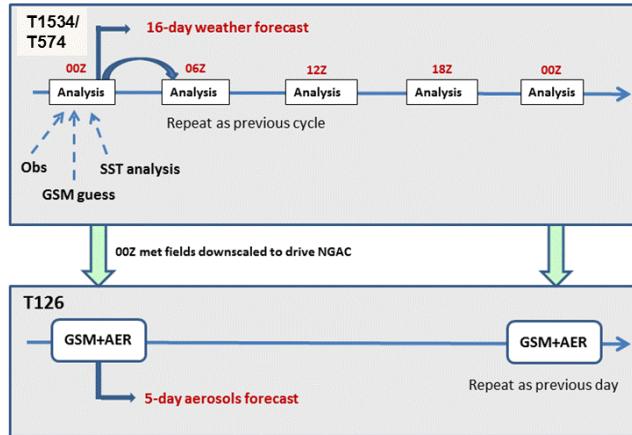 T1534/
T574
16-day weather forecast
00Z
06Z
12Z
18Z
00Z
Analysis
Analysis
Analysis
Analysis
Analysis
Repeat as previous cycle
Obs
SST analysis
GSM guess
00Z met fields downscaled to drive NGAC
T126
GSM+AER
GSM+AER
Repeat as previous day
5-day aerosols forecast